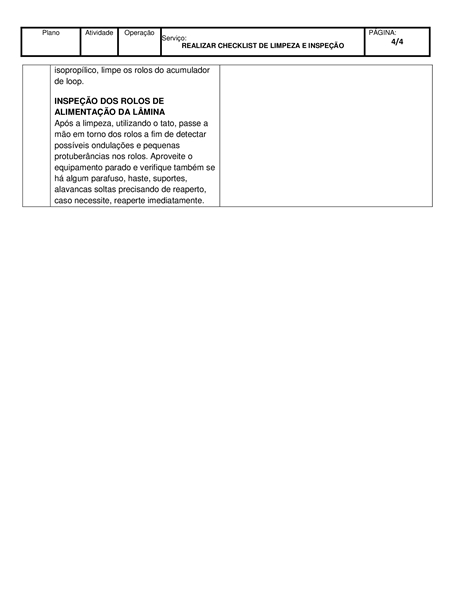 Plano
Atividade
Operação
Serviço:
REALIZAR CHECKLIST DE LIMPEZA E INSPEÇÃO
PÁGINA:
4/4
isopropílico, limpe os rolos do acumulador
de loop.
INSPEÇÃO DOS ROLOS DE
ALIMENTAÇÃO DA LÂMINA
Após a limpeza, utilizando o tato, passe a
mão em torno dos rolos a fim de detectar
possíveis ondulações e pequenas
protuberâncias nos rolos. Aproveite o
equipamento parado e verifique também se
há algum parafuso, haste, suportes,
alavancas soltas precisando de reaperto,
caso necessite, reaperte imediatamente.